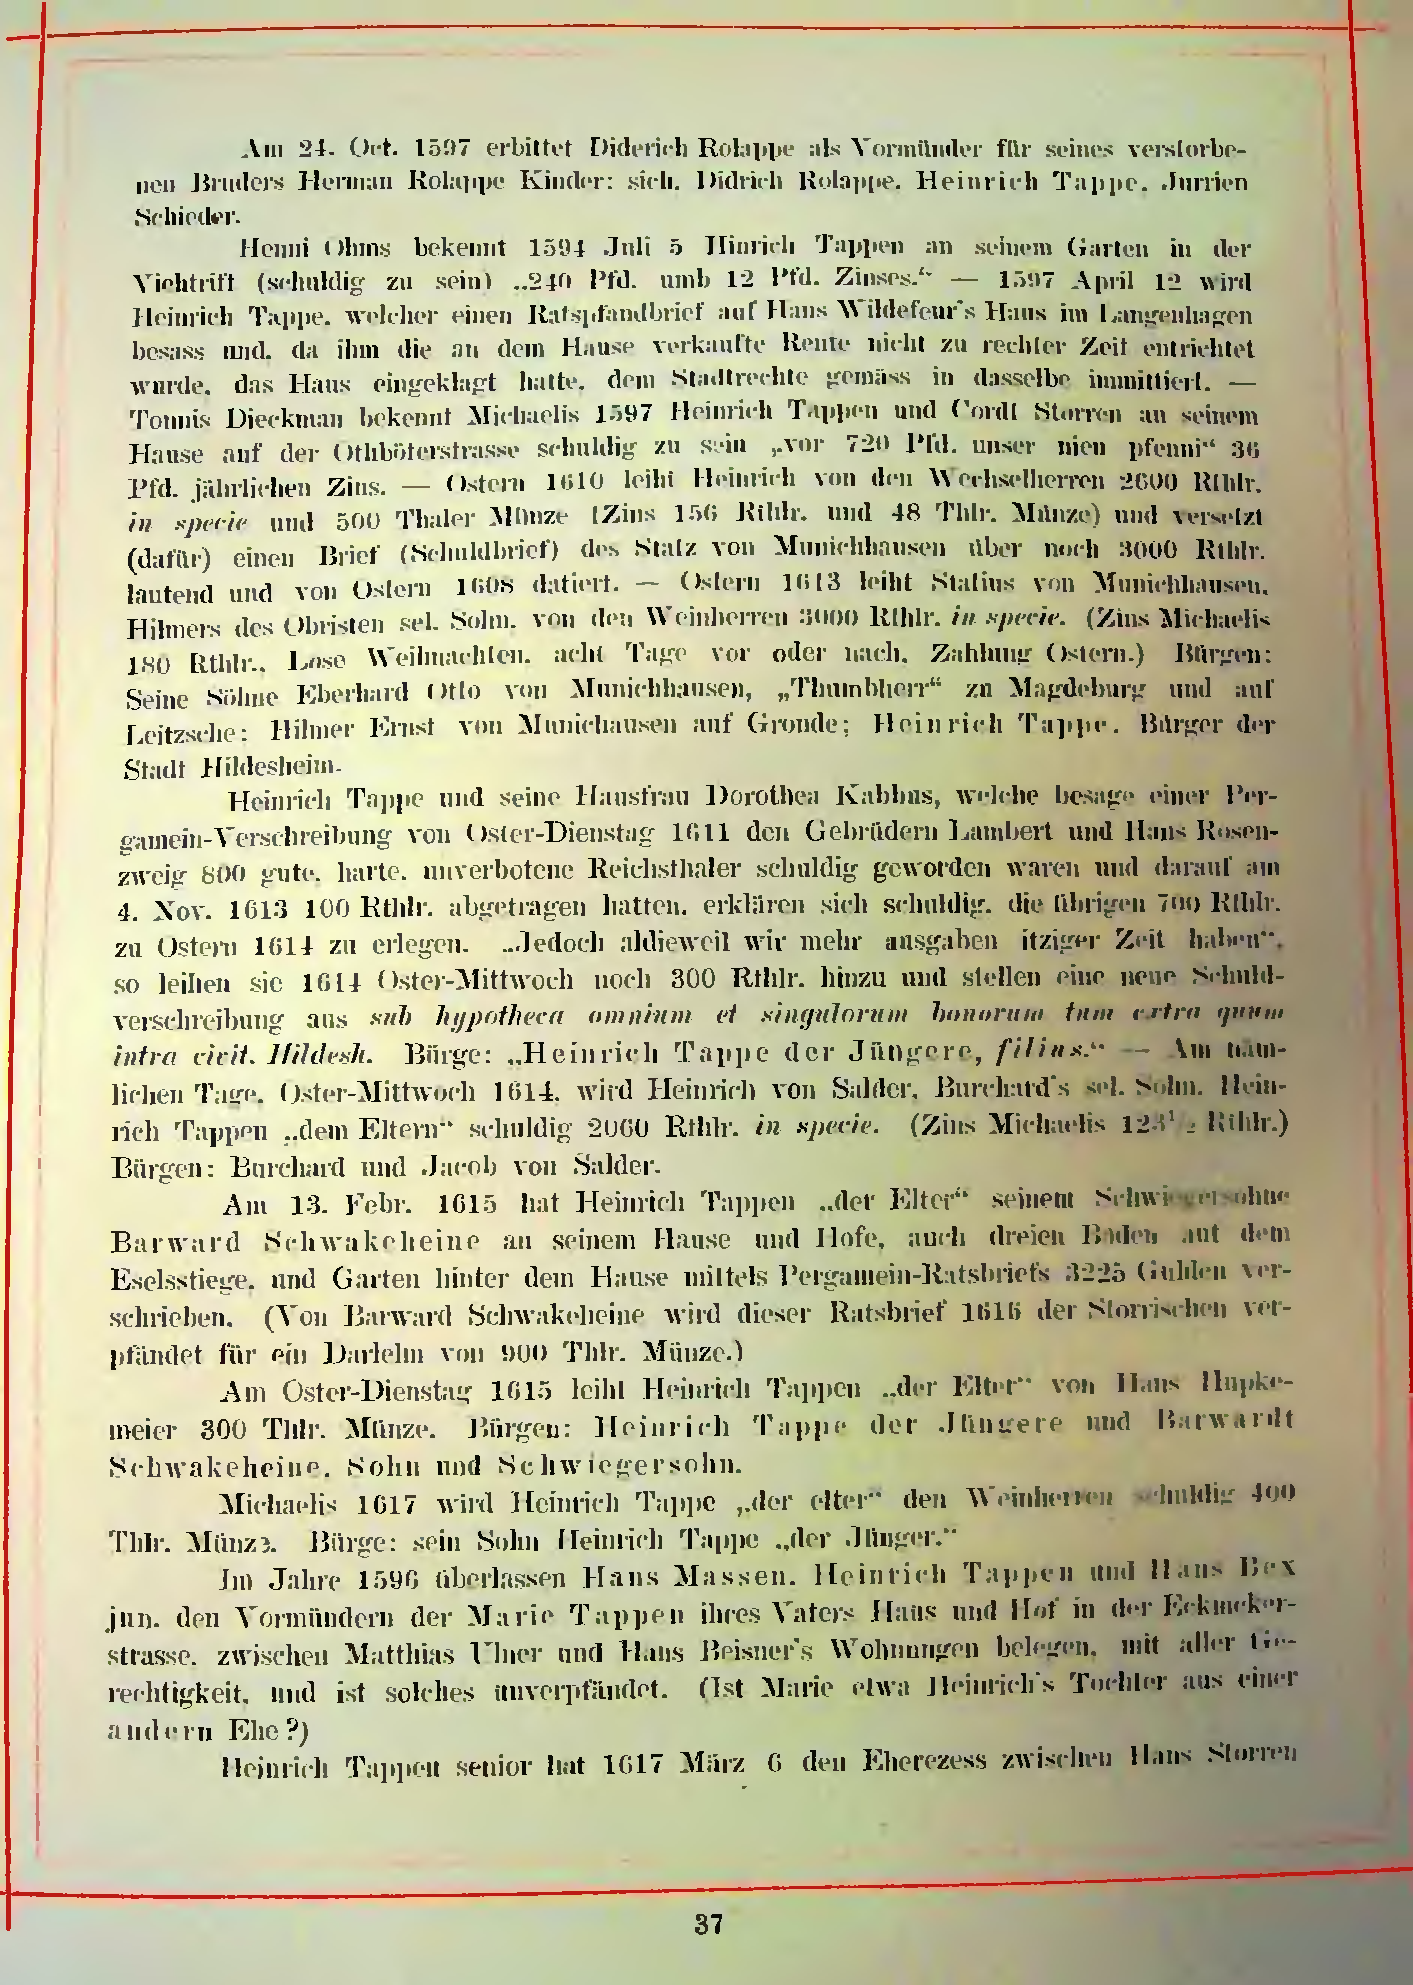 Am 24. Oct. 1597 erbittet Diderich Rolappe als Vormünder für seines verstorbe-
nen Bruders Herman Rolappe Kinder: sich, Didrich Rolappe, Heinrich Tappe, Jurrien
Schieder.
Henni Ohms bekennt 1594 Juli 5 Hinrich Tappen an seinem Garten in der
Viehtrift (schuldig zu sein) „240 Pfd. umb 12 Pfd. Zinses.“ — 1597 April 12 wird
Heinrich Tappe, welcher einen Ratspfandbrief auf Hans Wildefeur's Haus im Langenhagen
besass und, da ihm die an dem Hause verkaufte Rente nicht zu rechter Zeit entrichtet
wurde, das Haus eingeklagt hatte, dem Stadtrechte gemäss in dasselbe immittiert. —
Tonnis Dieckman bekennt Michaelis 1597 Heinrich Tappen und Cordt Storren an seinem
Hause auf der Othböterstrasse schuldig zu sein „vor 720 Pfd. unser nien pfenni“ 36
Pfd. jährlichen Zins. — Ostern 1610 leiht Heinrich von den Wechselherren 2600 Rthlr.
in specie und 500 Thaler Münze (Zins 156 Rthlr. und 48 Thlr. Münze) und versetzt
(dafür) einen Brief (Schuldbrief) des Statz von Munichhausen über noch 3000 Rthlr.
lautend und von Ostern 1608 datiert. — Ostern 1613 leiht Statius von Munichhausen,
Hilmers des Obristen sel. Sohn, von den Weinherren 3000 Rthlr. in specie. (Zins Michaelis
180 Rthlr., Lose Weihnachten, acht Tage vor oder nach, Zahlung Ostern.) Bürgen:
Seine Söhne Eberhard Otto von Munichhausen, „Thumbherr“ zu Magdeburg und auf
Leitzsche; Hilmer Ernst von Munichausen auf Gronde; Heinrich Tappe, Bürger der
Stadt Hildesheim.
Heinrich Tappe und seine Hausfrau Dorothea Kabbus, welche besage einer Per-
gamein-Verschreibung von Oster-Dienstag 1611 den Gebrüdern Lambert und Hans Rosen-
zweig 800 gute, harte, unverbotene Reichsthaler schuldig geworden waren und darauf am
4. Nov. 1613 100 Rthlr. abgetragen hatten, erklären sich schuldig, die übrigen 700 Rthlr.
zu Ostern 1614 zu erlegen. „Jedoch aldieweil wir mehr ausgaben itziger Zeit haben“,
so leihen sie 1614 Oster-Mittwoch noch 300 Rthlr. hinzu und stellen eine neue Schuld-
verschreibung aus sub hypotheca omnium et singulorum bonorum tum extra quum
intra civit. Hildesh. Bürge: „Heinrich Tappe der Jüngere, filius.“ — Am näm-
lichen Tage, Oster-Mittwoch 1614, wird Heinrich von Salder, Burchard's sel. Sohn, Hein-
rich Tappen „dem Eltern“ schuldig 2060 Rthlr. in specie. (Zins Michaelis Rthlr.)
Bürgen: Burchard und Jacob von Salder.
Am 13. Febr. 1615 hat Heinrich Tappen „der Elter“ seinem Schwiegersohne
Barward Schwakeheine an seinem Hause und Hofe, auch dreien Boden auf dem
Eselsstiege, und Garten hinter dem Hause mittels Pergamein-Ratsbriefs 3225 Gulden ver-
schrieben. (Von Barward Schwakeheine wird dieser Ratsbrief 1616 der Storrischen ver-
pfändet für ein Darlehn von 900 Thlr. Münze.)
Am Oster-Dienstag 1615 leiht Heinrich Tappen „der Elter“ von Hans Hupke-
meier 300 Thlr. Münze. Bürgen: Heinrich Tappe der Jüngere und Barwardt
Schwakeheine, Sohn und Schwiegersohn.
Michaelis 1617 wird Heinrich Tappe „der elter“ den Weinherren schuldig 400
Thlr. Münze. Bürge: sein Sohn Heinrich Tappe „der Jünger.“
Im Jahre 1596 überlassen Hans Massen, Heinrich Tappen und Hans Bex
jun. den Vormündern der Marie Tappen ihres Vaters Haus und Hof in der Eckmeker-
strasse, zwischen Matthias Ulner und Hans Beisner's Wohnungen belegen, mit aller Ge-
rechtigkeit, und ist solches unverpfändet. (Ist Marie etwa Heinrich's Tochter aus einer
andern Ehe?)
Heinrich Tappen senior hat 1617 März 6 den Eherezess zwischen Hans Storren
37